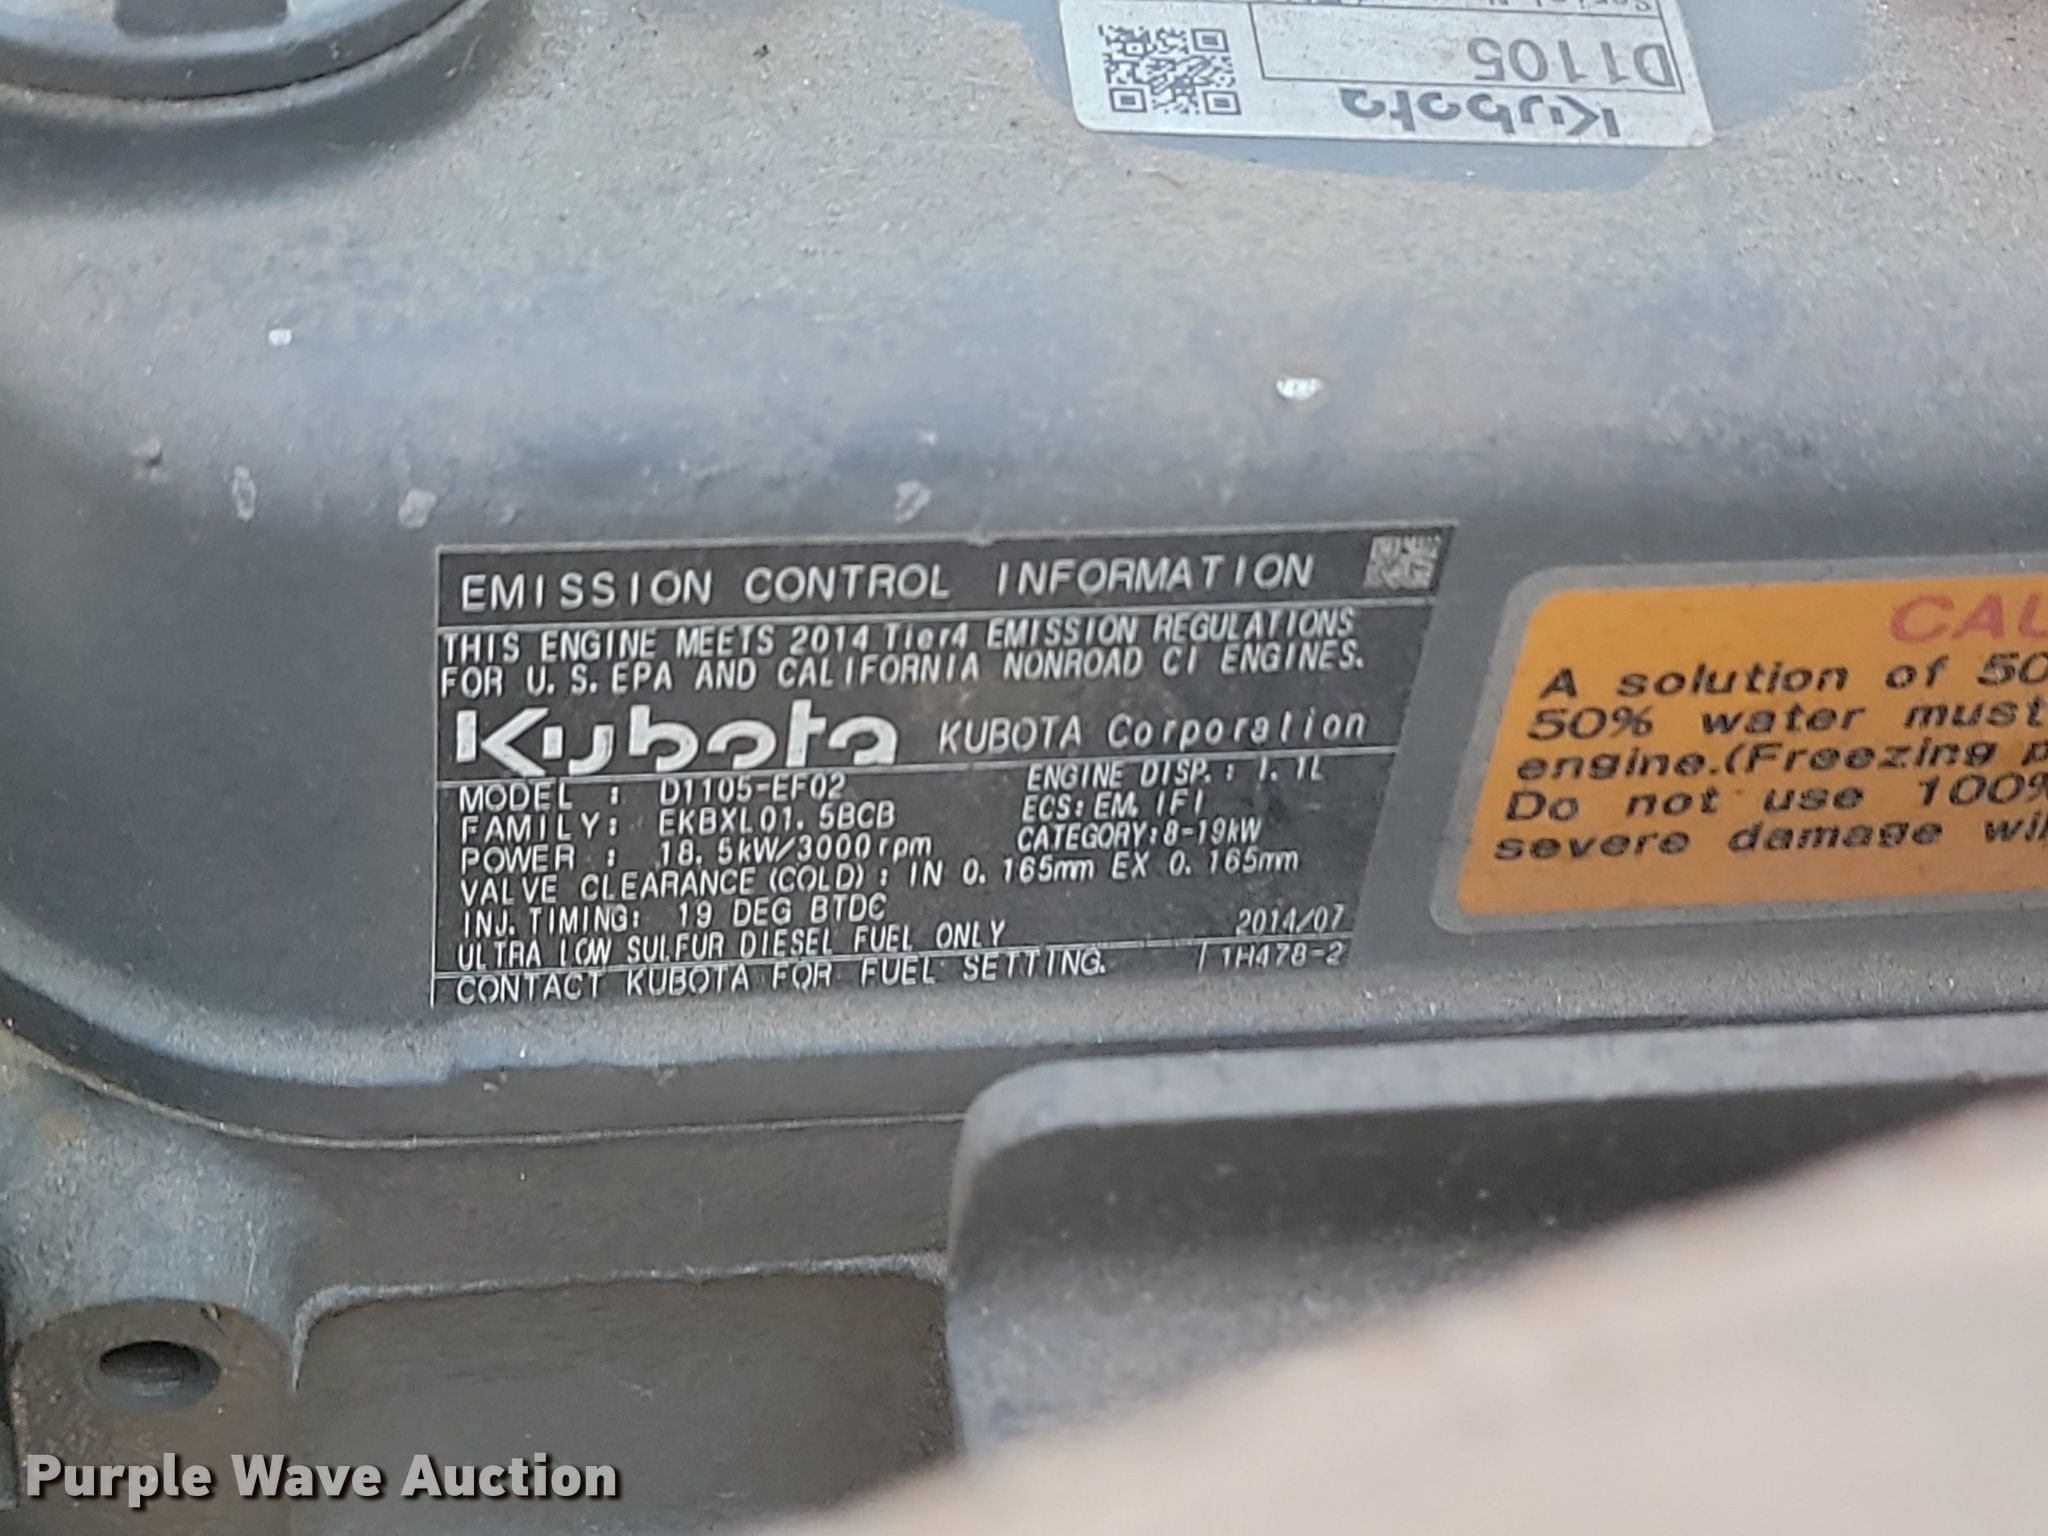 Kubota
D1105
EMISSION CONTROL INFORMATION
THIS ENGINE MEETS 2014 Tier4 EMISSION REGULATIONS
FOR U.S.EPA AND CALIFORNIA NONROAD CI ENGINES.
Kubota KUBOTA Corporation
MODEL : D1105-EF02 ENGINE DISP. : 1.1L
FAMILY: EKBXL01.5BCB ECS: EM, IFI
POWER : 18.5kW/3000rpm CATEGORY:8-19kW
VALVE CLEARANCE (COLD) : IN 0.165mm EX 0.165mm
INJ. TIMING: 19 DEG BTDC
ULTRA LOW SULFUR DIESEL FUEL ONLY 2014/07
CONTACT KUBOTA FOR FUEL SETTING. 1H478-2
CAU
A solution of 50
50% water must
engine.(Freezing p
Do not use 100%
severe damage wil
Purple Wave Auction